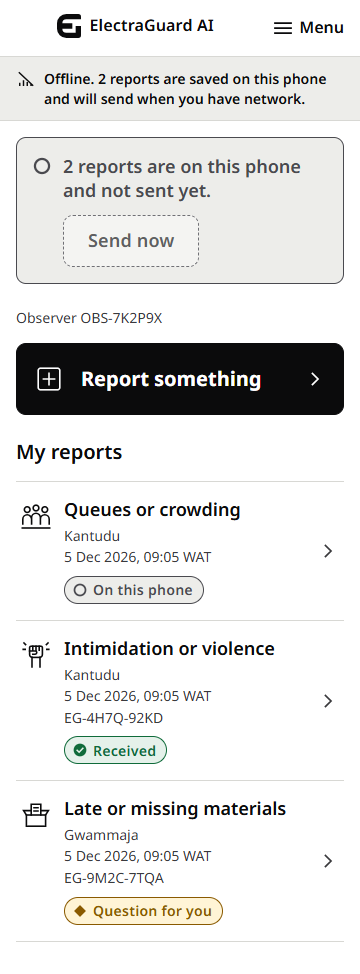 ElectraGuard AI
Menu
Offline. 2 reports are saved on this phone
and will send when you have network.
2 reports are on this phone
and not sent yet.
Send now
Observer OBS-7K2P9X
Report something
My reports
Queues or crowding
Kantudu
5 Dec 2026, 09:05 WAT
On this phone
Intimidation or violence
Kantudu
5 Dec 2026, 09:05 WAT
EG-4H7Q-92KD
Received
Late or missing materials
Gwammaja
5 Dec 2026, 09:05 WAT
EG-9M2C-7TQA
Question for you